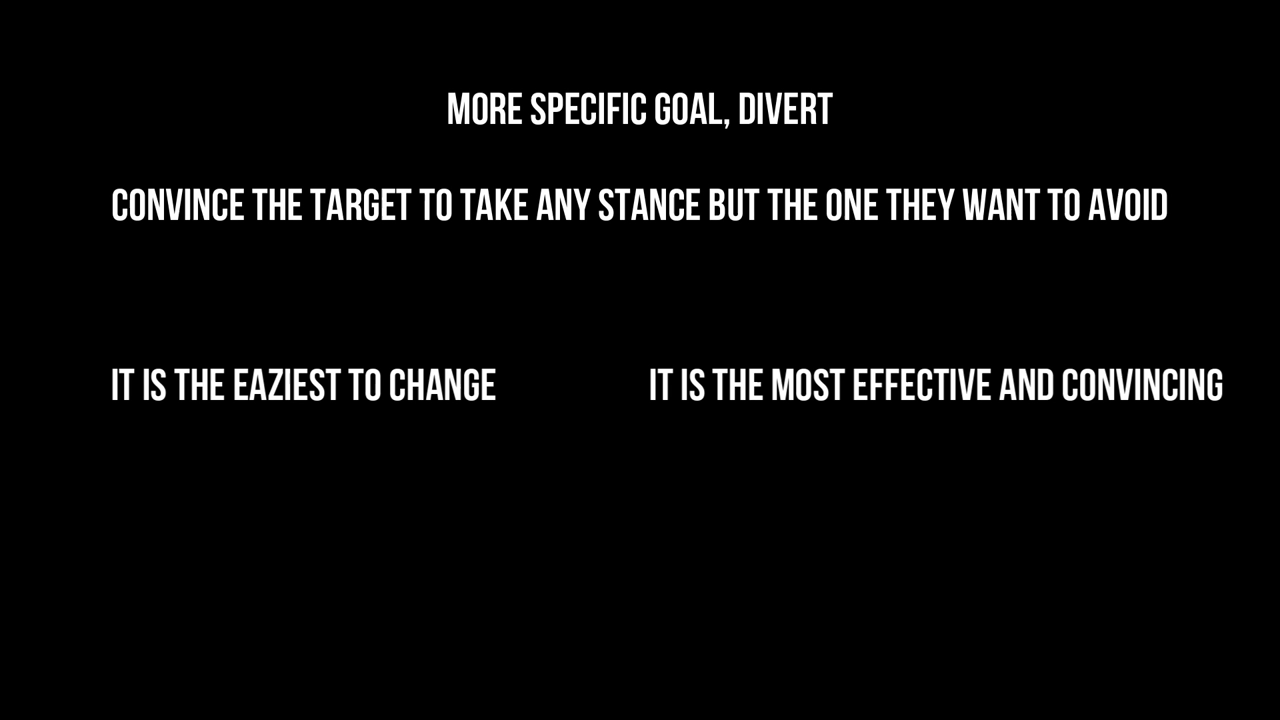 MORE SPECIFIC GOAL, DIVERT
CONVINCE THE TARGET TO TAKE ANY STANCE BUT THE ONE THEY WANT TO AVOID
IT IS THE EAZIEST TO CHANGE
IT IS THE MOST EFFECTIVE AND CONVINCING